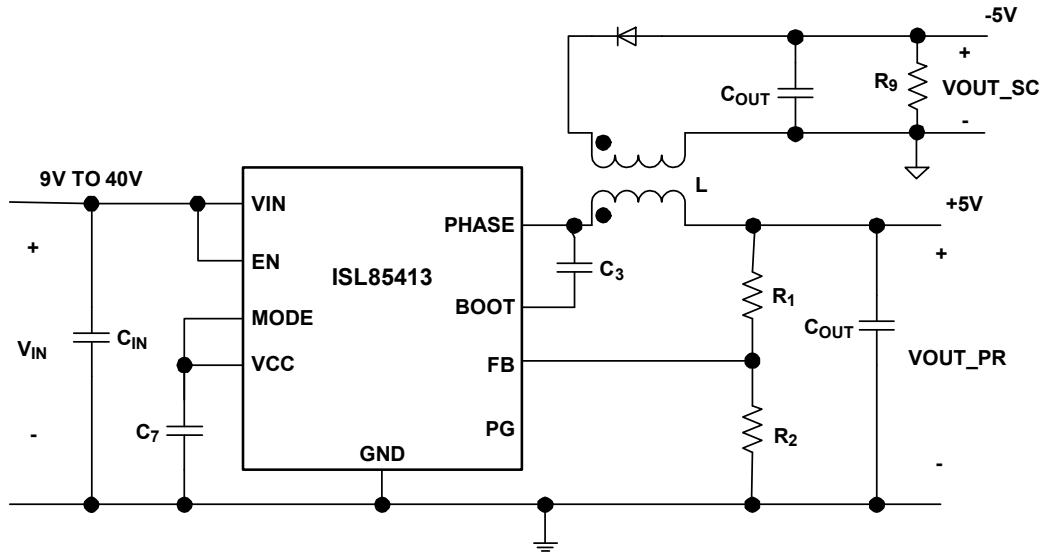 -5V
+
R9
COUT
VOUT_SC
-
9V TO 40V
L
VIN
PHASE
+5V
+
EN
ISL85413
C3
+
R1
BOOT
MODE
VIN
CIN
COUT
VCC
FB
VOUT_PR
C7
R2
-
PG
GND
-